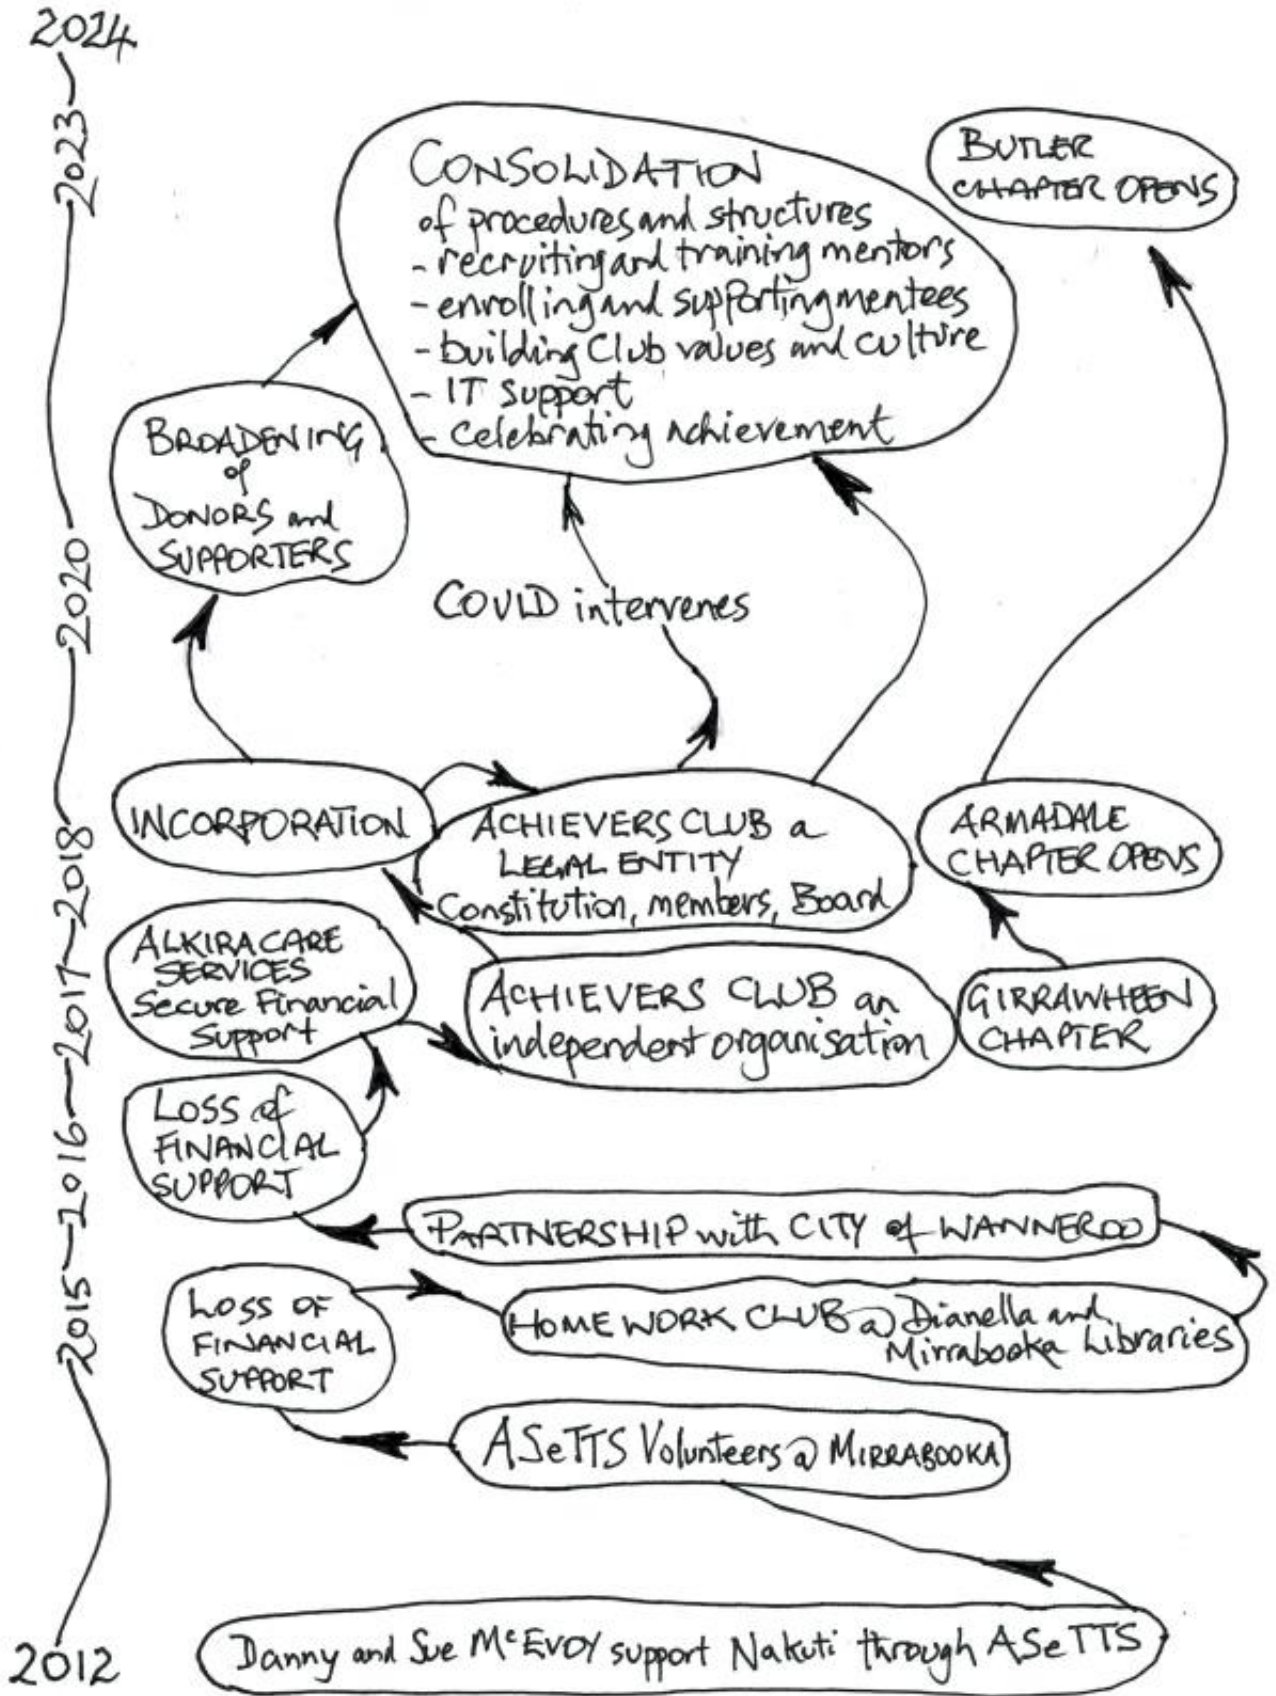 2024
2023
CONSOLIDATION
of procedures and structures
- recruiting and training mentors
- enrolling and supporting mentees
- building Club values and culture
- IT support
- celebrating achievement
BUTLER
CHAPTER OPENS
BROADENING
of
DONORS and
SUPPORTERS
2020
COVID intervenes
INCORPORATION
ACHIEVERS CLUB a
LEGAL ENTITY
Constitution, members, Board
ARMADALE
CHAPTER OPENS
2018
ALKIRA CARE
SERVICES
Secure Financial
Support
2017
ACHIEVERS CLUB an
independent organisation
GIRRAWHEEN
CHAPTER
2016
LOSS of
FINANCIAL
SUPPORT
PARTNERSHIP with CITY of WANNEROO
2015
LOSS OF
FINANCIAL
SUPPORT
HOMEWORK CLUB @ Dianella and
Mirrabooka Libraries
ASeTTS Volunteers @ MIRRABOOKA
2012
Danny and Sue McEVOY support Nakuti through ASeTTS